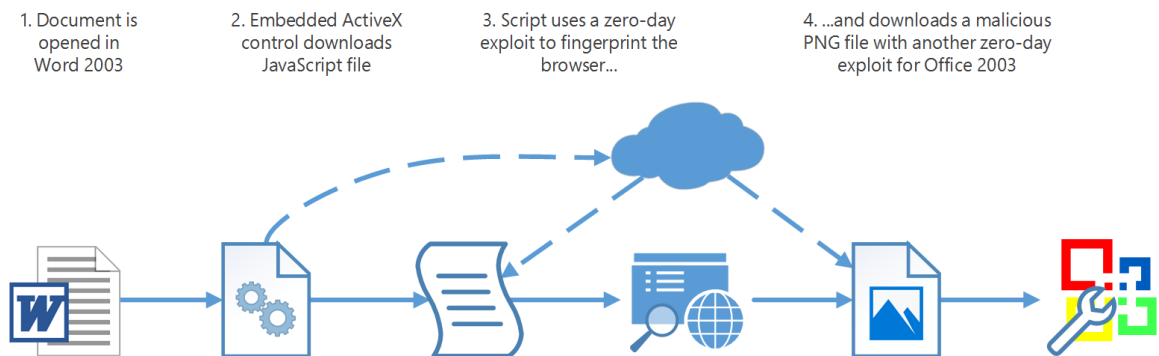 1. Document is
opened in
Word 2003
2. Embedded ActiveX
control downloads
JavaScript file
3. Script uses a zero-day
exploit to fingerprint the
browser...
4. ...and downloads a malicious
PNG file with another zero-day
exploit for Office 2003
W